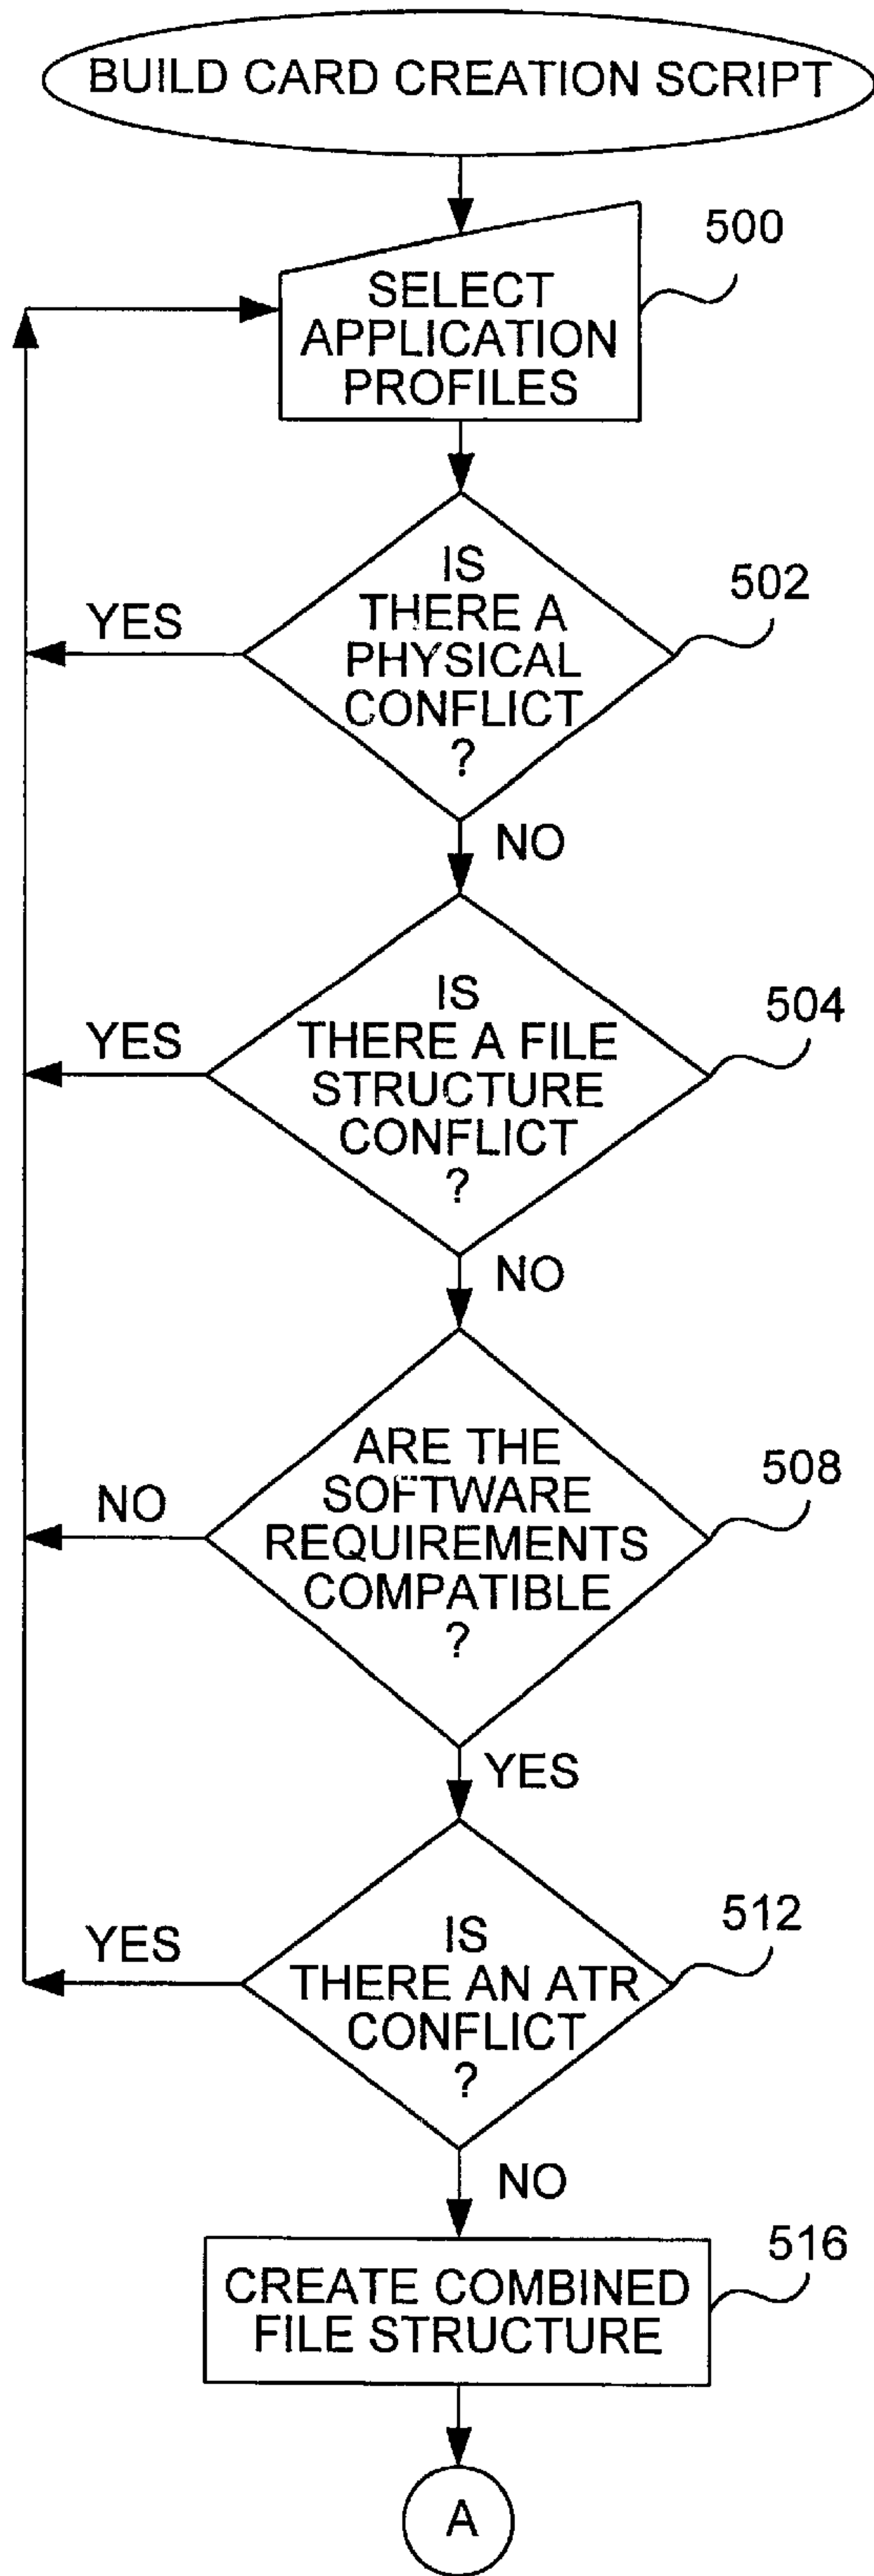 BUILD CARD CREATION SCRIPT
500
SELECT
APPLICATION
PROFILES
502
IS
THERE A
PHYSICAL
CONFLICT
?
YES
NO
504
IS
THERE A FILE
STRUCTURE
CONFLICT
?
YES
NO
508
ARE THE
SOFTWARE
REQUIREMENTS
COMPATIBLE
?
NO
YES
512
IS
THERE AN ATR
CONFLICT
?
YES
NO
516
CREATE COMBINED
FILE STRUCTURE
A